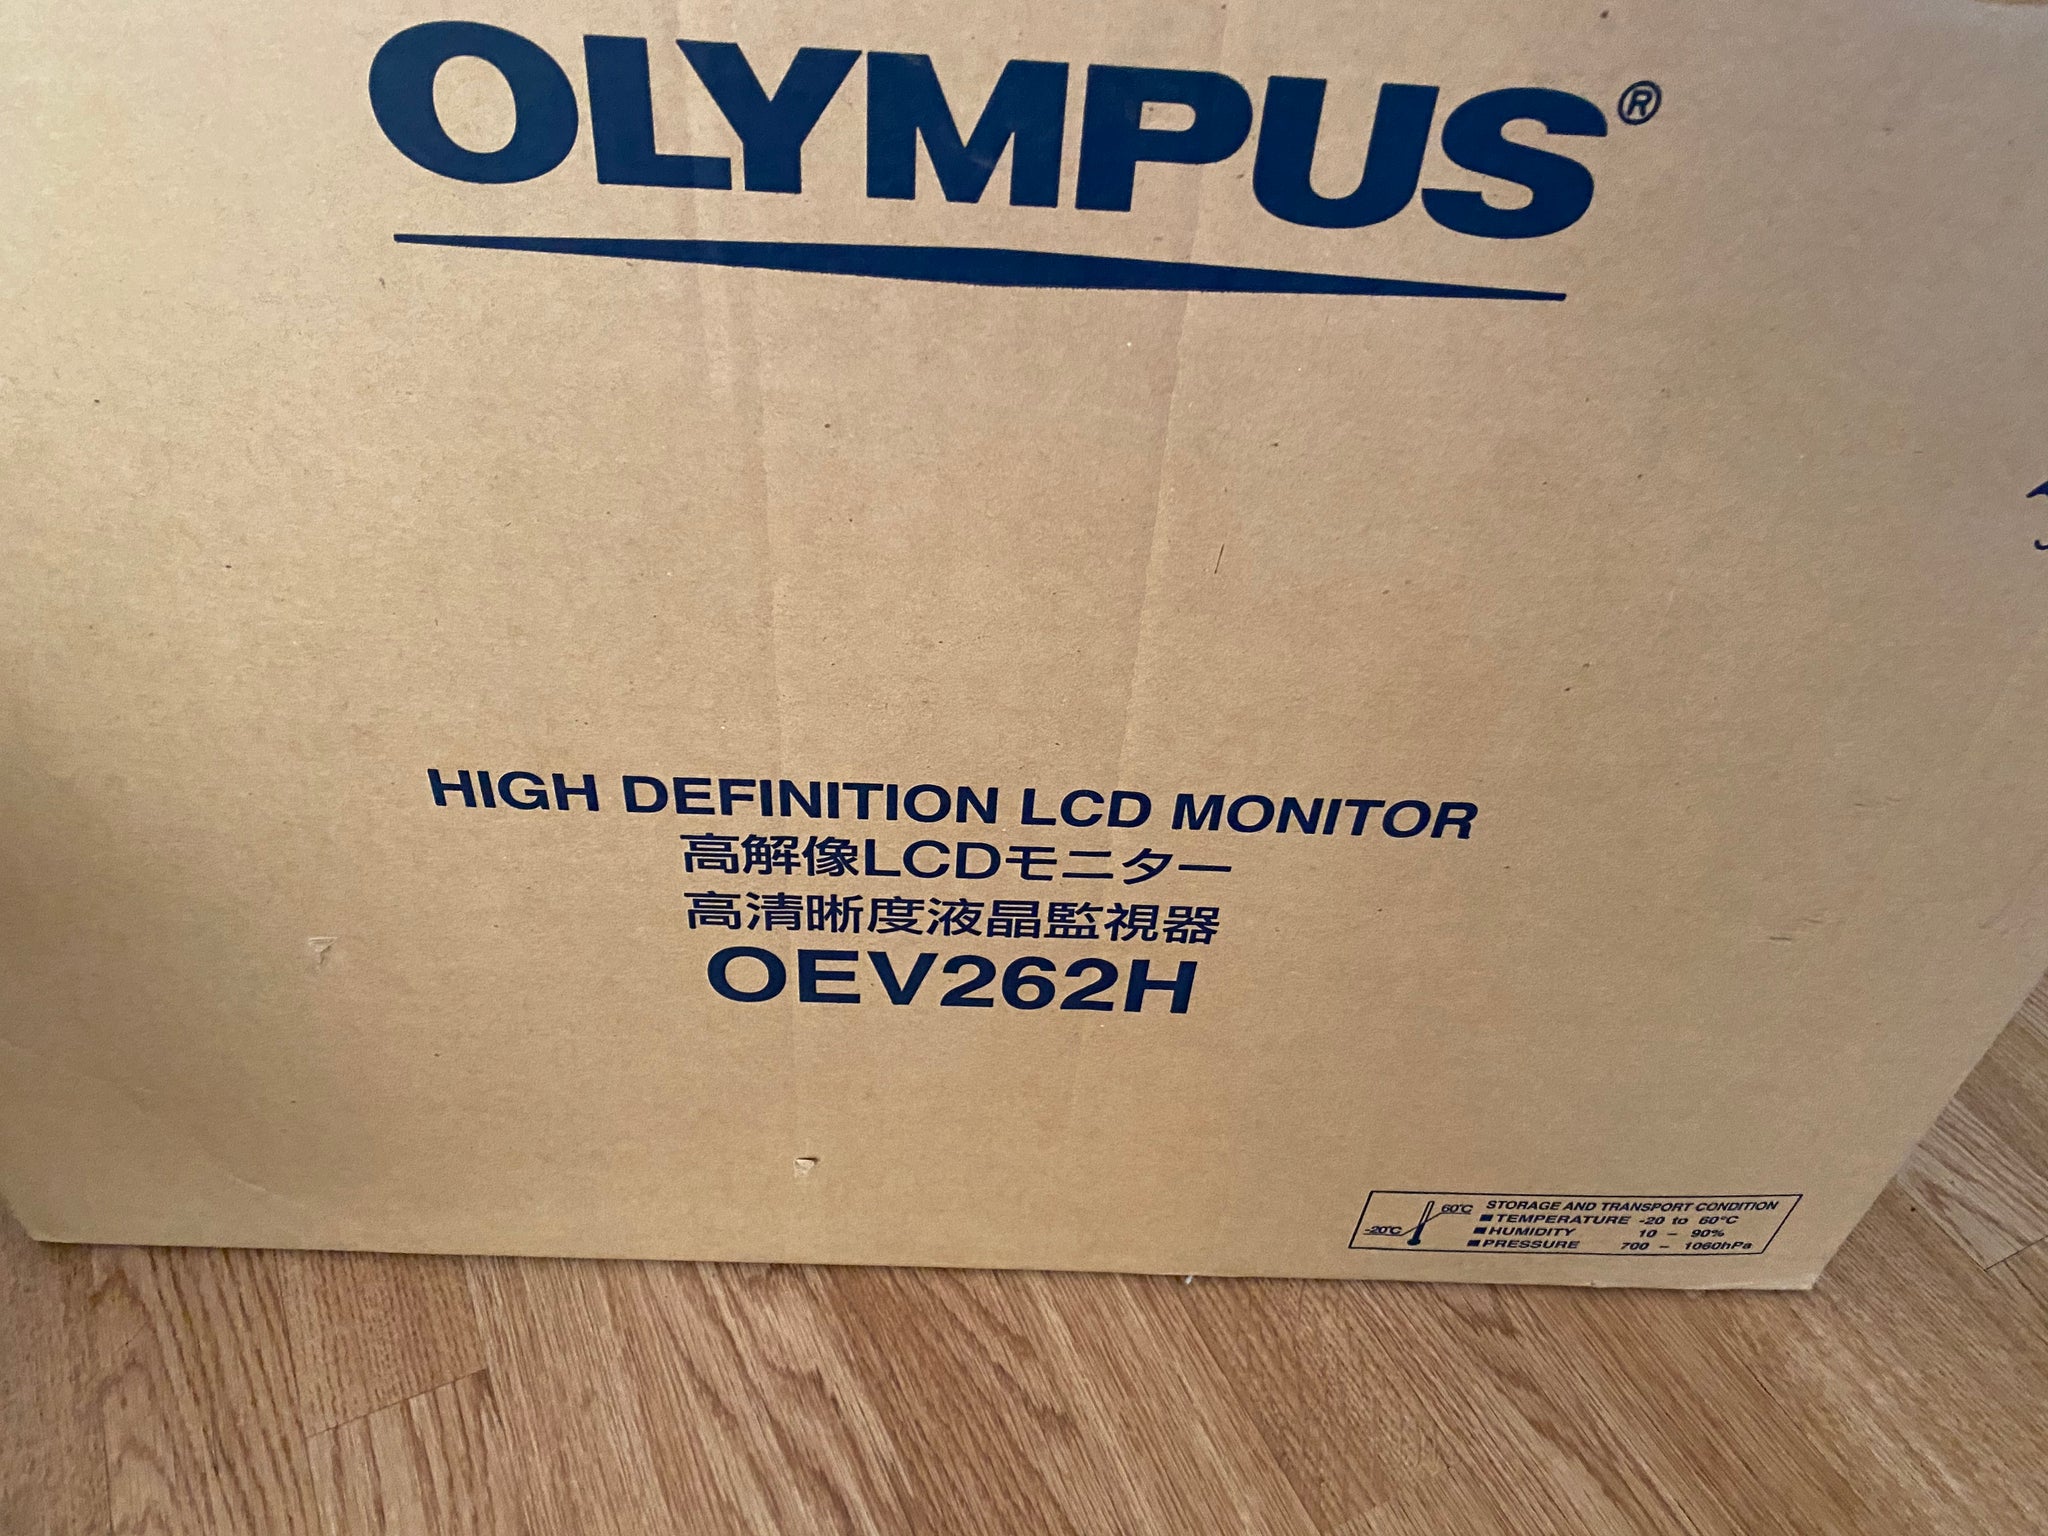 OLYMPUS®
HIGH DEFINITION LCD MONITOR
高解像LCDモニター
高清晰度液晶監視器
OEV262H
60℃
-20℃
STORAGE AND TRANSPORT CONDITION
■TEMPERATURE -20 to 60℃
■HUMIDITY 10 - 90%
■PRESSURE 700 - 1060hPa